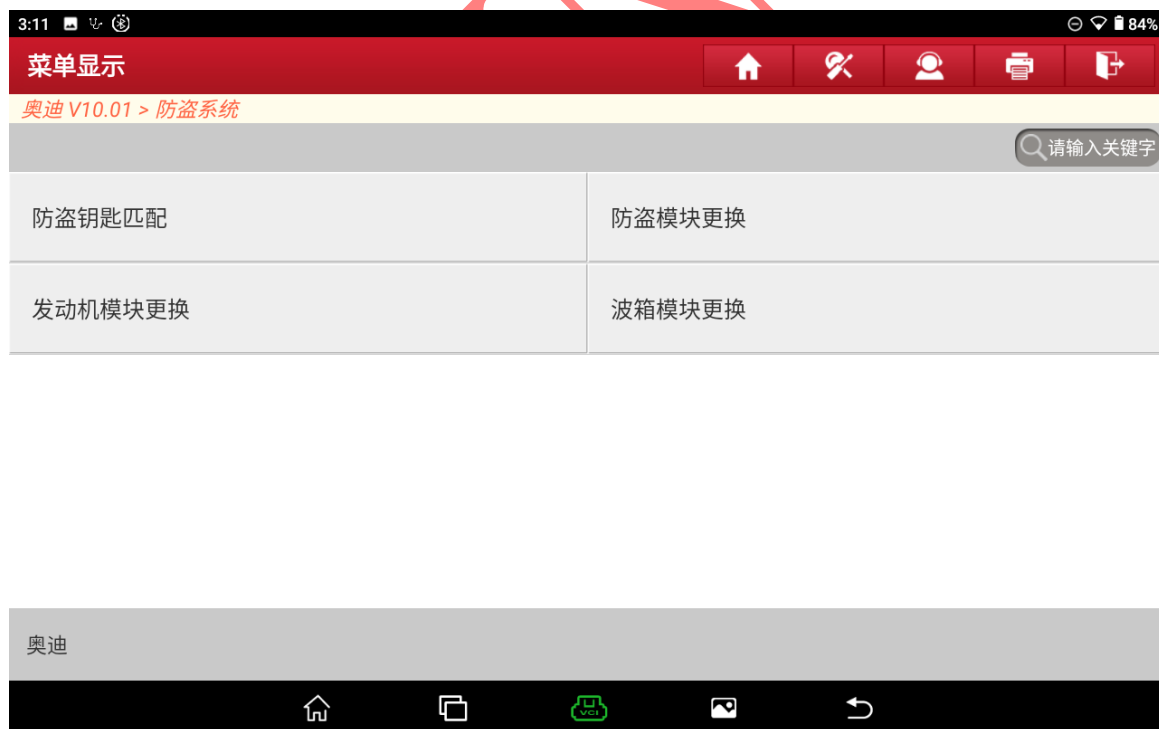 3:11
84%
菜单显示
奥迪 V10.01 > 防盗系统
请输入关键字
防盗钥匙匹配
防盗模块更换
发动机模块更换
波箱模块更换
奥迪
VCI